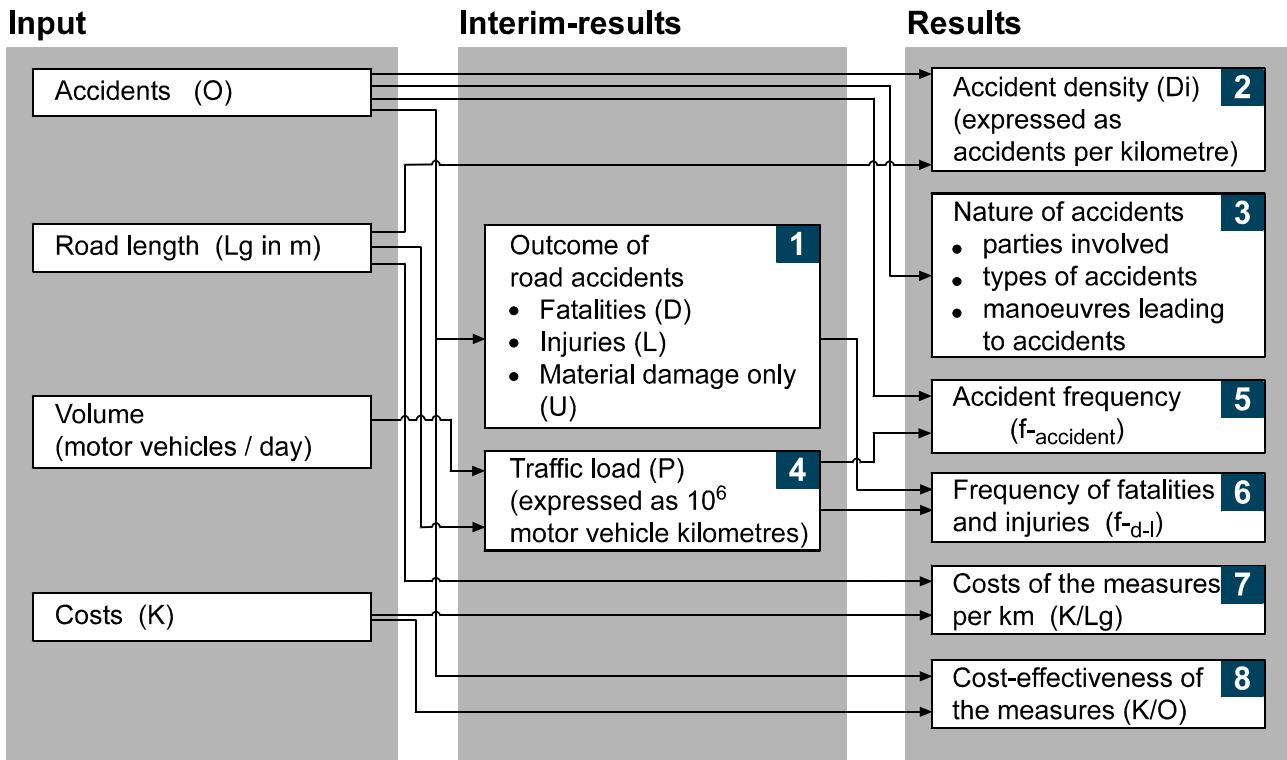 Input
Accidents (O)
Road length (Lg in m)
Volume
(motor vehicles / day)
Costs (K)
Interim-results
1
Outcome of
road accidents
• Fatalities (D)
• Injuries (L)
• Material damage only
(U)
4
Traffic load (P)
(expressed as 10⁶
motor vehicle kilometres)
Results
Accident density (Di) 2
(expressed as
accidents per kilometre)
Nature of accidents 3
• parties involved
• types of accidents
• manoeuvres leading
to accidents
Accident frequency 5
(f-accident)
Frequency of fatalities 6
and injuries (f-d-l)
Costs of the measures 7
per km (K/Lg)
Cost-effectiveness of 8
the measures (K/O)